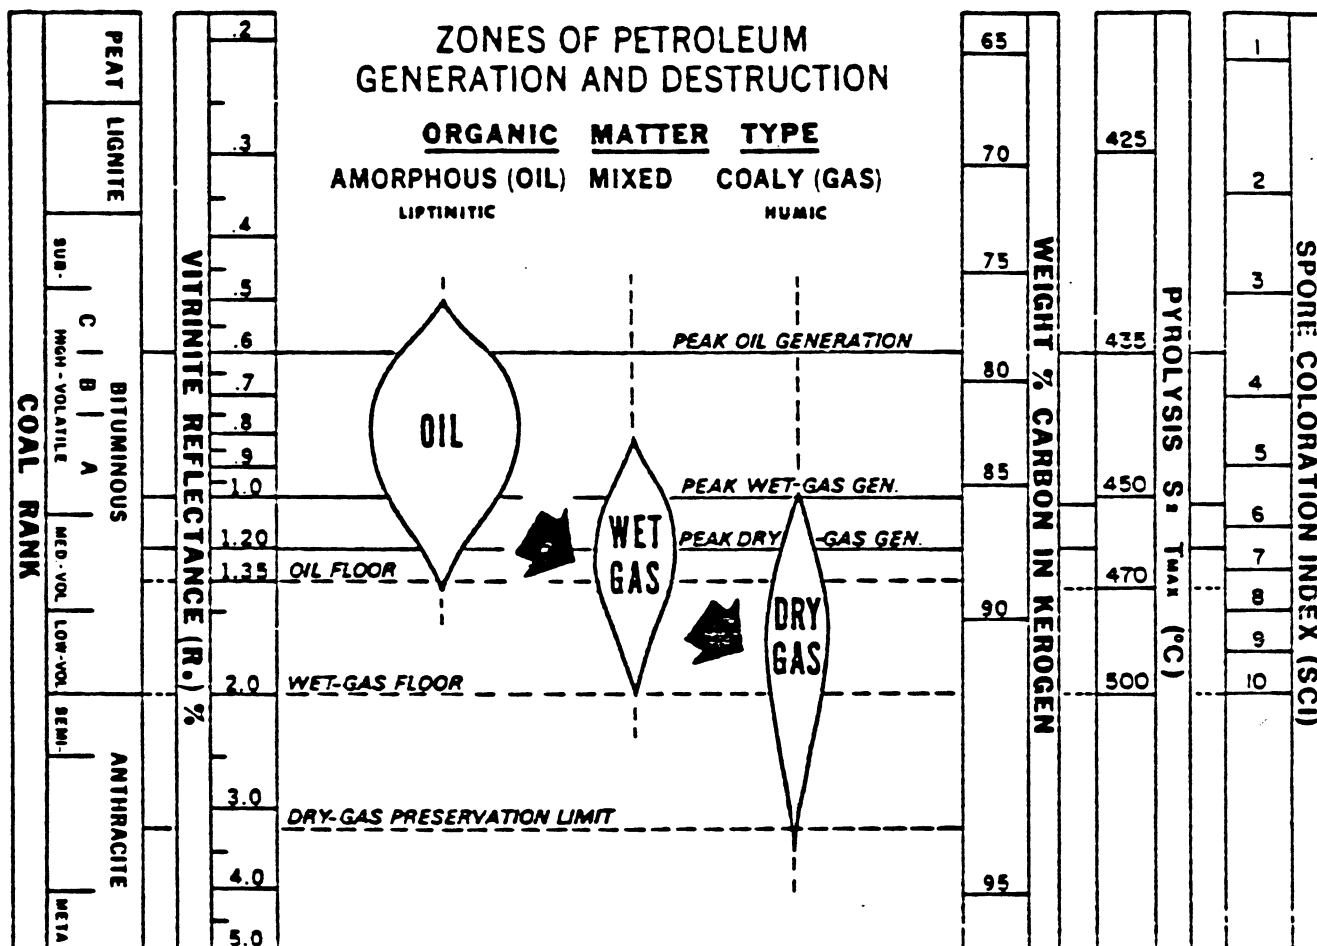 ZONES OF PETROLEUM
GENERATION AND DESTRUCTION
ORGANIC MATTER TYPE
AMORPHOUS (OIL) MIXED COALY (GAS)
LIPTINITIC HUMIC
COAL RANK
PEAT
LIGNITE
SUB-
BITUMINOUS
HIGH-VOLATILE
C
B
A
MED-VOL
LOW-VOL
SEMI-
ANTHRACITE
META
VITRINITE REFLECTANCE (R.) %
.2
.3
.4
.5
.6
.7
.8
.9
1.0
1.20
1.35
2.0
3.0
4.0
5.0
PEAK OIL GENERATION
OIL
PEAK WET-GAS GEN.
WET
GAS
PEAK DRY-GAS GEN.
OIL FLOOR
DRY
GAS
WET-GAS FLOOR
DRY-GAS PRESERVATION LIMIT
65
70
75
80
85
90
95
WEIGHT % CARBON IN KEROGEN
425
435
450
470
500
PYROLYSIS S₂ TMAX (°C)
1
2
3
4
5
6
7
8
9
10
SPORE COLORATION INDEX (SCI)